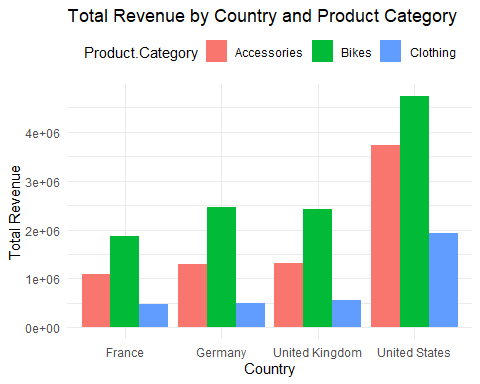 Total Revenue by Country and Product Category
Product.Category Accessories Bikes Clothing
Total Revenue
4e+06
3e+06
2e+06
1e+06
0e+00
France Germany United Kingdom United States
Country